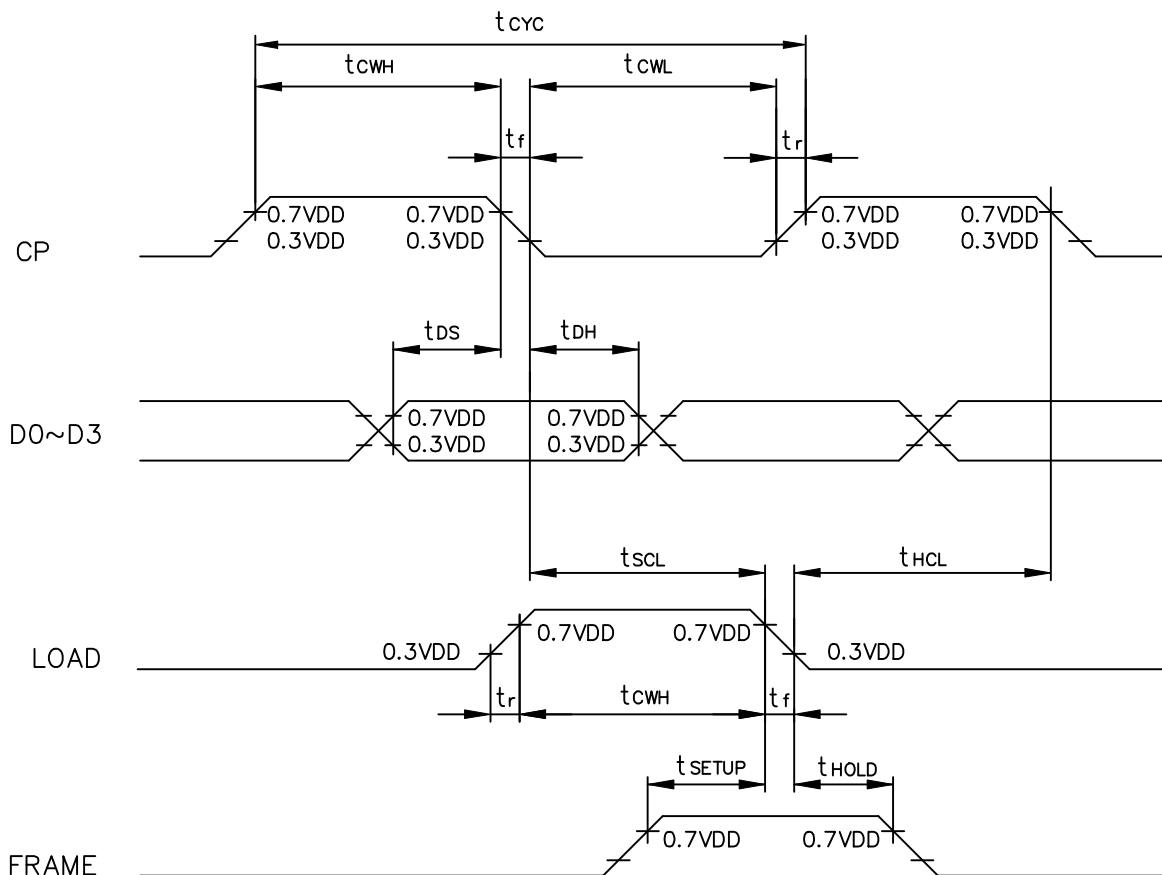 tCYC
tCWH tCWL
tf tr
0.7VDD 0.7VDD 0.7VDD 0.7VDD
CP 0.3VDD 0.3VDD 0.3VDD 0.3VDD
tDS tDH
0.7VDD 0.7VDD
D0~D3
0.3VDD 0.3VDD
tSCL tHCL
0.7VDD 0.7VDD
LOAD 0.3VDD 0.3VDD
tr tCWH tf
tSETUP tHOLD
0.7VDD 0.7VDD
FRAME